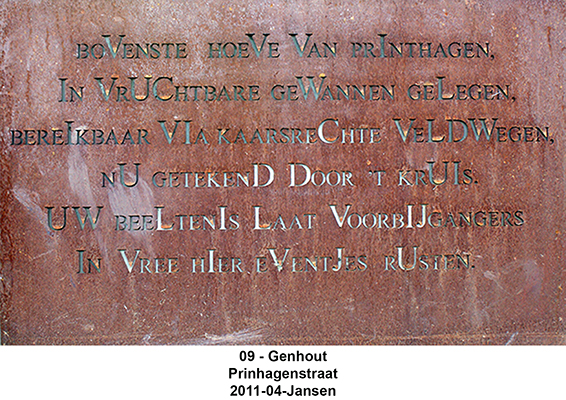 boVenste hoeVe Van prInthagen,
In VrUChtbare geWannen geLegen,
bereIkbaar VIa kaarsreChte VeLDWegen,
nU getekenD Door 't krUIs.
UW beeLtenIs Laat VoorbIJgangers
In Vree hIer eVentJes rUsten.
09 - Genhout
Prinhagenstraat
2011-04-Jansen